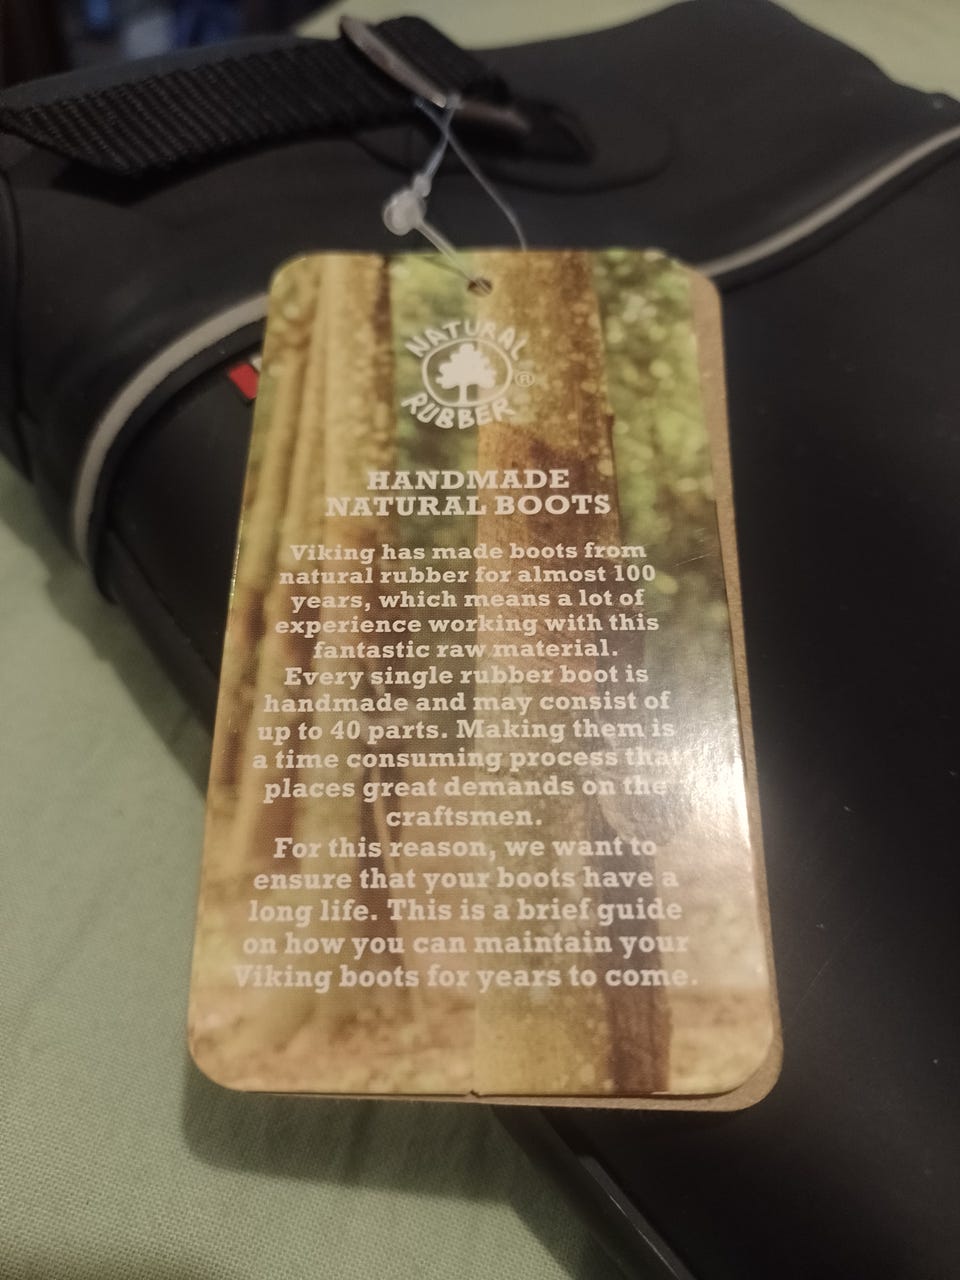 NATURAL
®
RUBBER
HANDMADE
NATURAL BOOTS
Viking has made boots from
natural rubber for almost 100
years, which means a lot of
experience working with this
fantastic raw material.
Every single rubber boot is
handmade and may consist of
up to 40 parts. Making them is
a time consuming process that
places great demands on the
craftsmen.
For this reason, we want to
ensure that your boots have a
long life. This is a brief guide
on how you can maintain your
Viking boots for years to come.